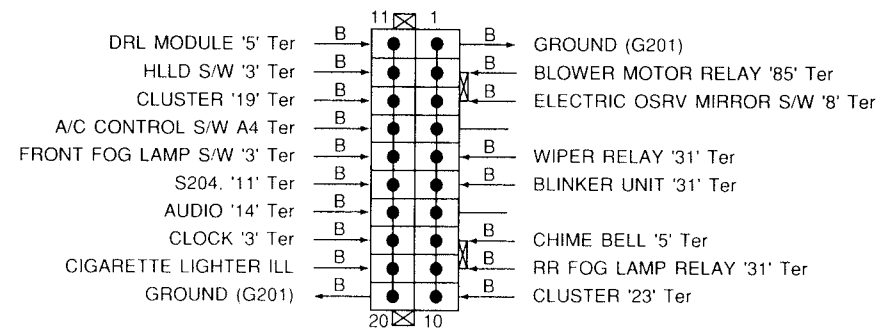 11 1
DRL MODULE '5' Ter B B GROUND (G201)
HLLD S/W '3' Ter B B BLOWER MOTOR RELAY '85' Ter
CLUSTER '19' Ter B B ELECTRIC OSRV MIRROR S/W '8' Ter
A/C CONTROL S/W A4 Ter B
FRONT FOG LAMP S/W '3' Ter B B WIPER RELAY '31' Ter
S204. '11' Ter B B BLINKER UNIT '31' Ter
AUDIO '14' Ter B
CLOCK '3' Ter B B CHIME BELL '5' Ter
CIGARETTE LIGHTER ILL B B RR FOG LAMP RELAY '31' Ter
GROUND (G201) B B CLUSTER '23' Ter
20 10